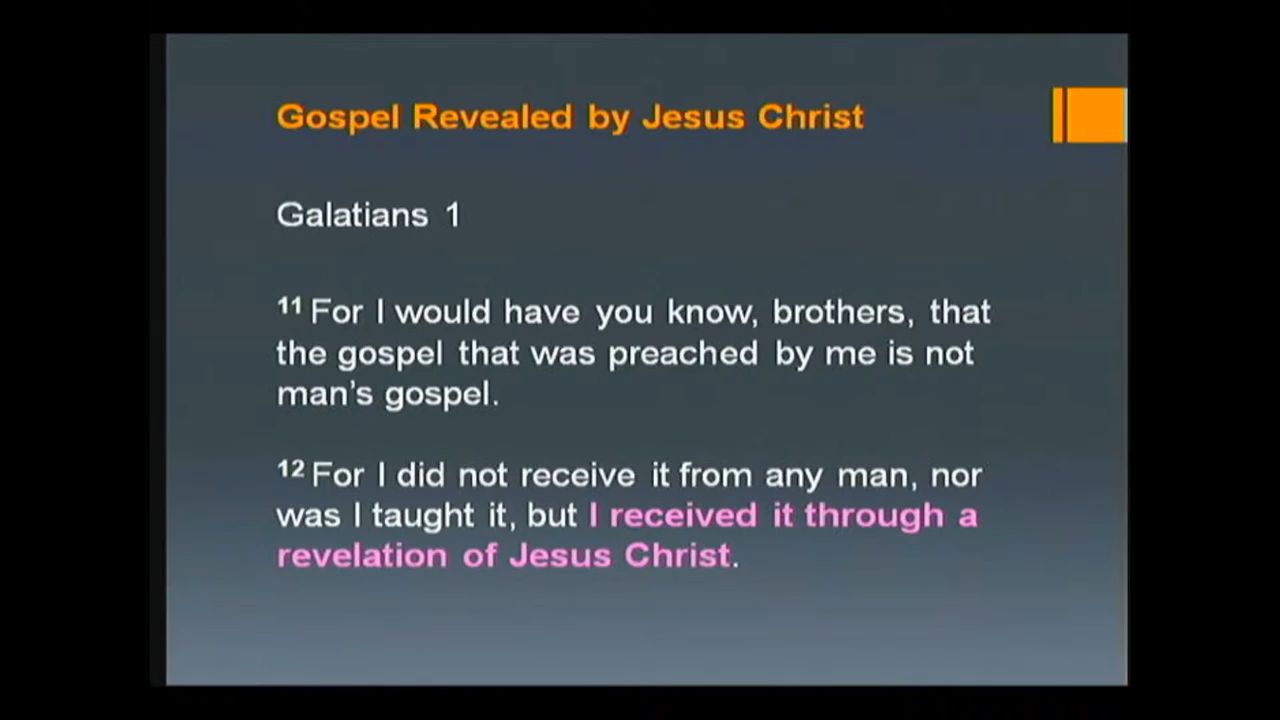 Gospel Revealed by Jesus Christ
Galatians 1
11 For I would have you know, brothers, that
the gospel that was preached by me is not
man’s gospel.
12 For I did not receive it from any man, nor
was I taught it, but I received it through a
revelation of Jesus Christ.